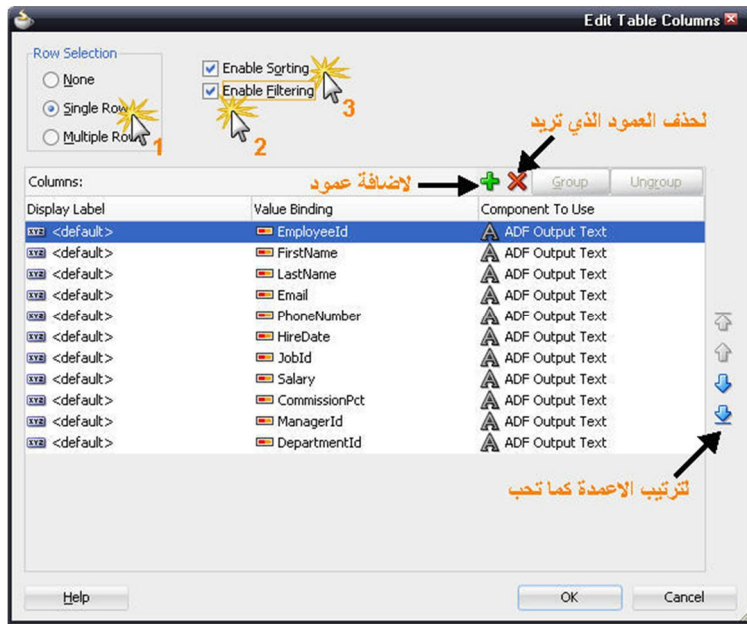 Edit Table Columns
Row Selection
None
Single Row
Multiple Rows
1
Enable Sorting
Enable Filtering
2
3
لحذف العمود الذي تريد
Columns:
لاضافة عمود
Group
Ungroup
Display Label Value Binding Component To Use
<default> EmployeeId ADF Output Text
<default> FirstName ADF Output Text
<default> LastName ADF Output Text
<default> Email ADF Output Text
<default> PhoneNumber ADF Output Text
<default> HireDate ADF Output Text
<default> JobId ADF Output Text
<default> Salary ADF Output Text
<default> CommissionPct ADF Output Text
<default> ManagerId ADF Output Text
<default> DepartmentId ADF Output Text
لترتيب الاعمدة كما تحب
Help
OK
Cancel